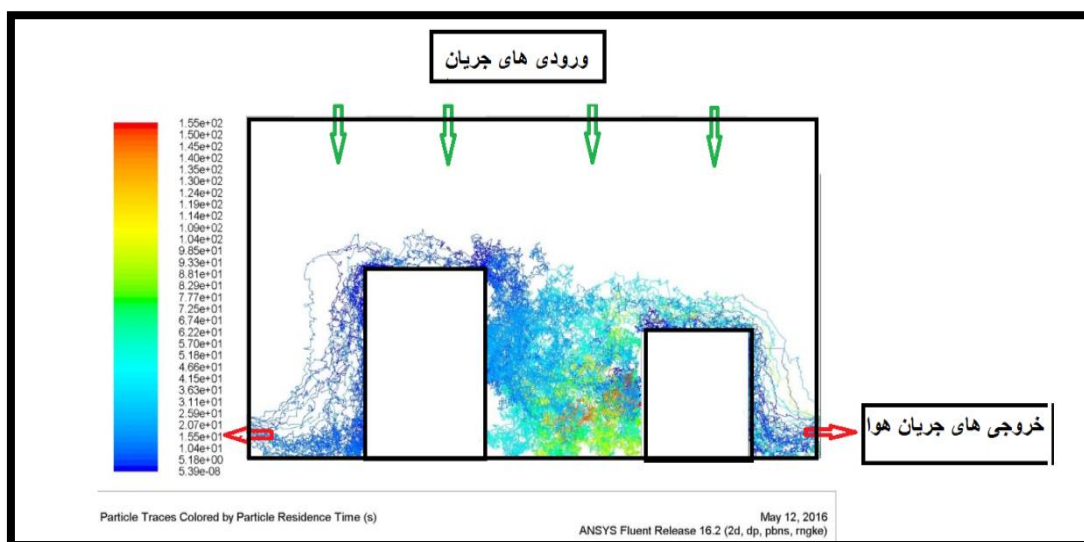 ورودی های جریان
1.55e+02
1.50e+02
1.45e+02
1.40e+02
1.35e+02
1.30e+02
1.24e+02
1.19e+02
1.14e+02
1.09e+02
1.04e+02
9.85e+01
9.33e+01
8.81e+01
8.29e+01
7.77e+01
7.25e+01
6.74e+01
6.22e+01
5.70e+01
5.18e+01
4.66e+01
4.15e+01
3.63e+01
3.11e+01
2.59e+01
2.07e+01
1.55e+01
1.04e+01
5.18e+00
5.39e-08
خروجی های جریان هوا
Particle Traces Colored by Particle Residence Time (s)
May 12, 2016
ANSYS Fluent Release 16.2 (2d, dp, pbns, rngke)